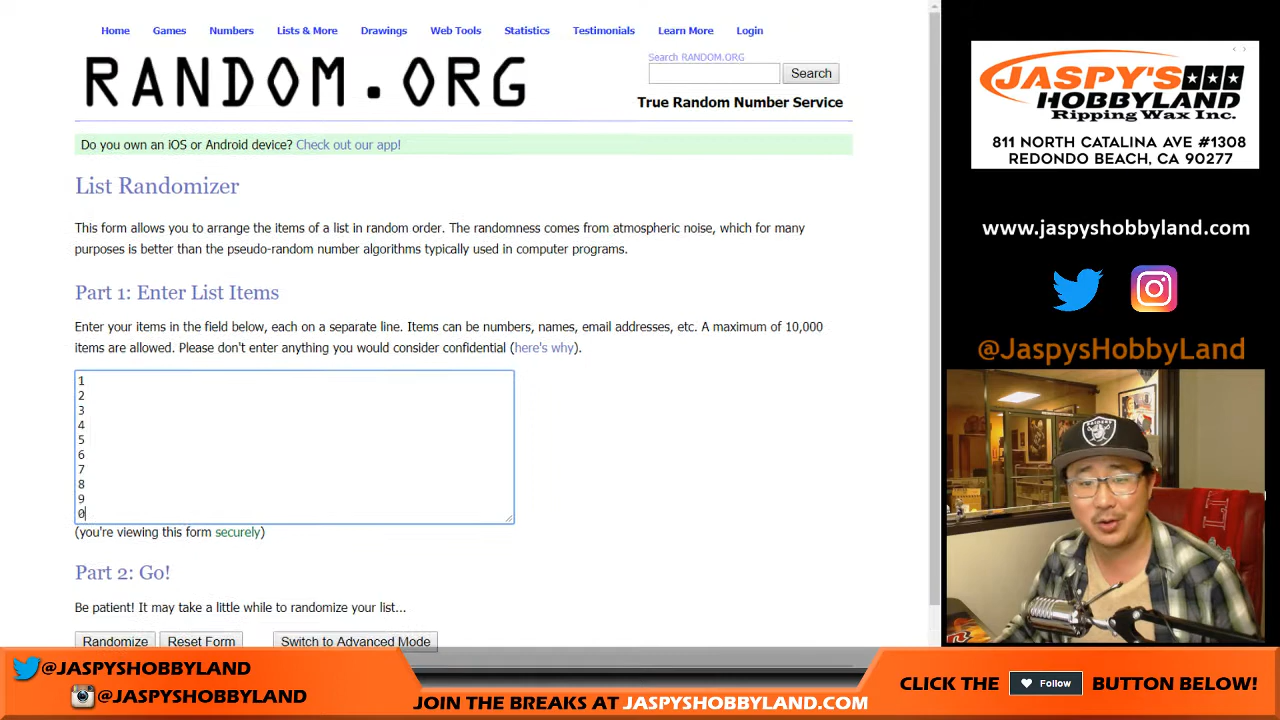 Home Games Numbers Lists & More Drawings Web Tools Statistics Testimonials Learn More Login
RANDOM.ORG
Search RANDOM.ORG
Search
True Random Number Service
Do you own an iOS or Android device? Check out our app!
List Randomizer
This form allows you to arrange the items of a list in random order. The randomness comes from atmospheric noise, which for many
purposes is better than the pseudo-random number algorithms typically used in computer programs.
Part 1: Enter List Items
Enter your items in the field below, each on a separate line. Items can be numbers, names, email addresses, etc. A maximum of 10,000
items are allowed. Please don't enter anything you would consider confidential (here's why).
1
2
3
4
5
6
7
8
9
0
(you're viewing this form securely)
Part 2: Go!
Be patient! It may take a little while to randomize your list...
Randomize Reset Form Switch to Advanced Mode
JASPY'S
HOBBYLAND
Ripping Wax Inc.
811 NORTH CATALINA AVE #1308
REDONDO BEACH, CA 90277
www.jaspyshobbyland.com
@JaspysHobbyLand
RAIDERS
@JASPYSHOBBYLAND
@JASPYSHOBBYLAND
JOIN THE BREAKS AT JASPYSHOBBYLAND.COM
CLICK THE Follow BUTTON BELOW!